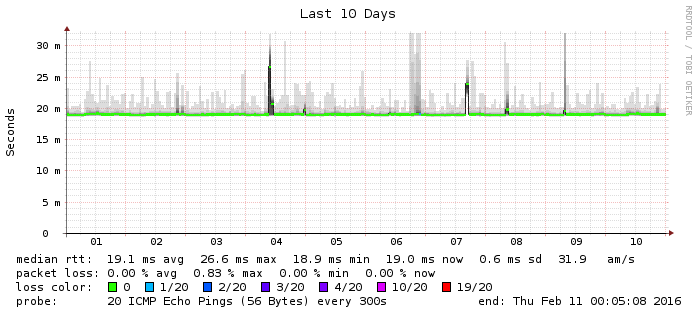 Last 10 Days
RRDTOOL / TOBI OETIKER
Seconds
30 m
25 m
20 m
15 m
10 m
5 m
0
01 02 03 04 05 06 07 08 09 10
median rtt: 19.1 ms avg 26.6 ms max 18.9 ms min 19.0 ms now 0.6 ms sd 31.9 am/s
packet loss: 0.00 % avg 0.83 % max 0.00 % min 0.00 % now
loss color: 0 1/20 2/20 3/20 4/20 10/20 19/20
probe: 20 ICMP Echo Pings (56 Bytes) every 300s end: Thu Feb 11 00:05:08 2016